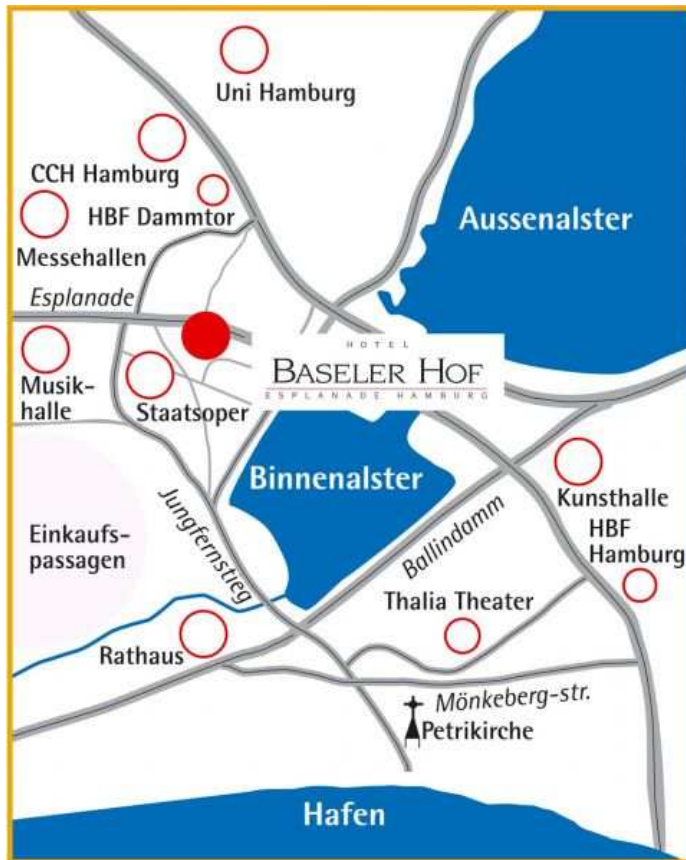 Uni Hamburg
CCH Hamburg
HBF Dammtor
Messehallen
Aussenalster
Esplanade
HOTEL
BASELER HOF
ESPLANADE HAMBURG
Musik-
halle
Staatsoper
Binnenalster
Jungfernstieg
Ballindamm
Kunsthalle
HBF
Hamburg
Einkaufs-
passagen
Thalia Theater
Rathaus
Mönkeberg-str.
Petrikirche
Hafen